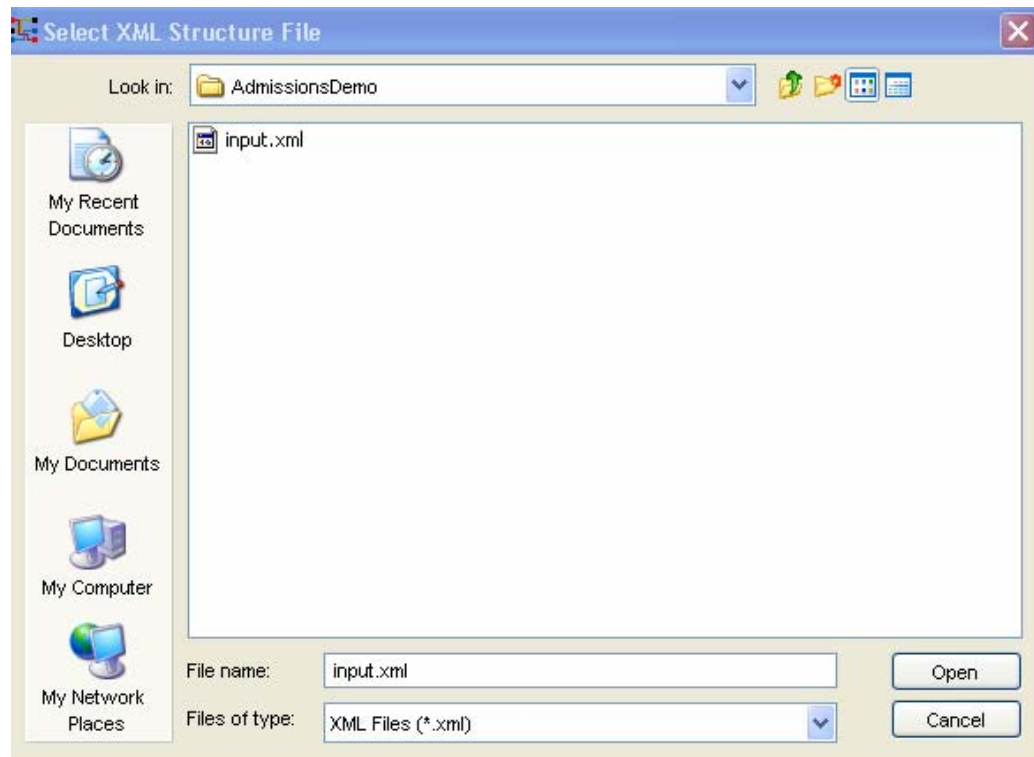 Select XML Structure File
Look in:
AdmissionsDemo
input.xml
My Recent
Documents
Desktop
My Documents
My Computer
My Network
Places
File name:
input.xml
Open
Files of type:
XML Files (*.xml)
Cancel